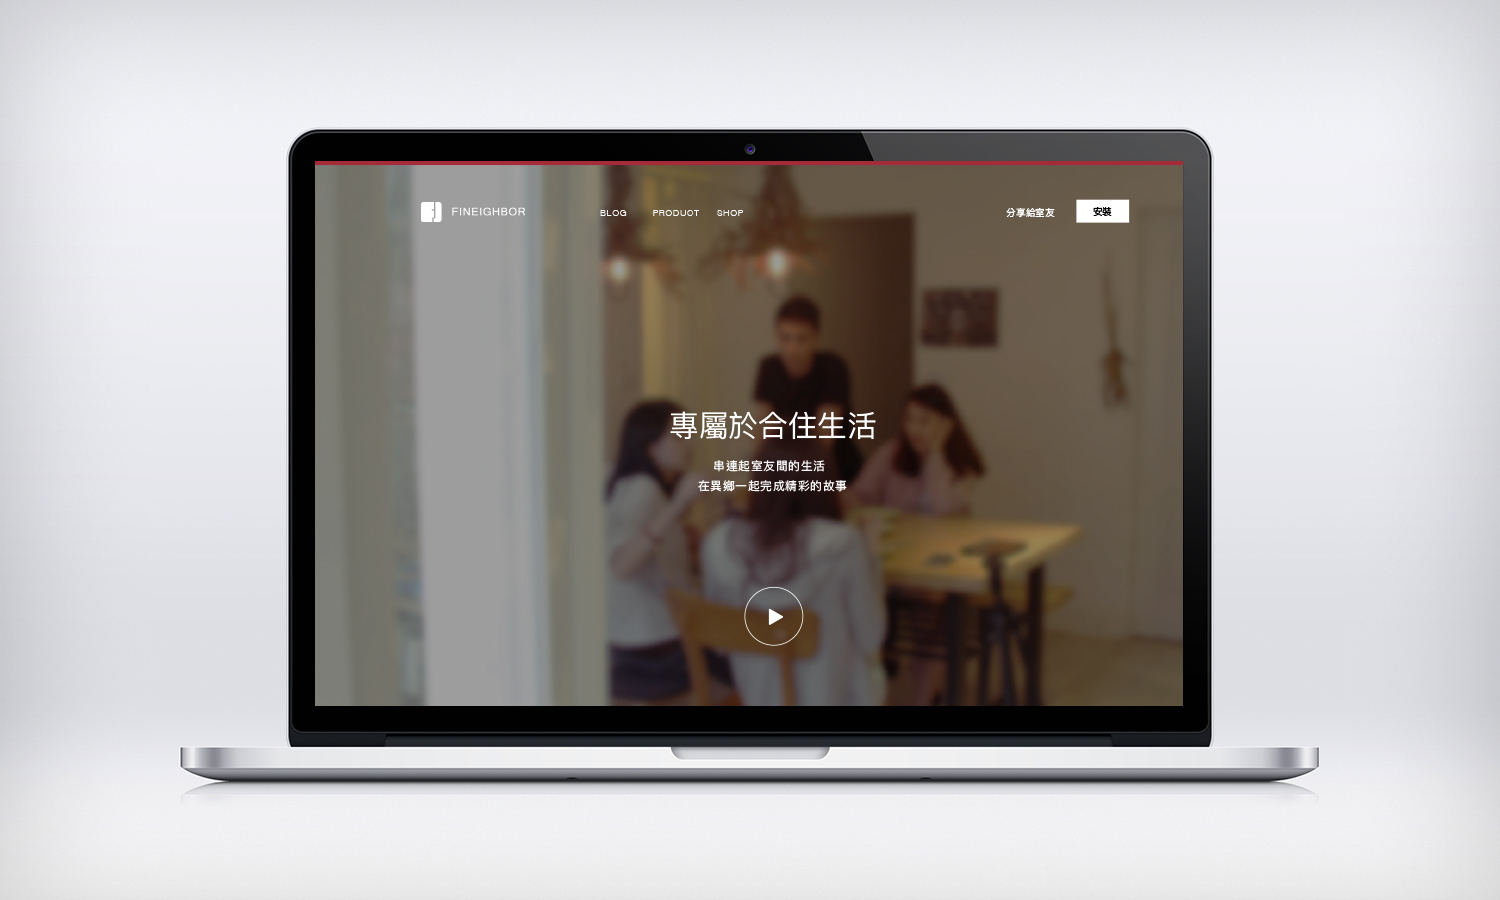 FINEIGHBOR
BLOG PRODUCT SHOP
分享給室友
安裝
專屬於合住生活
串連起室友間的生活
在異鄉一起完成精彩的故事